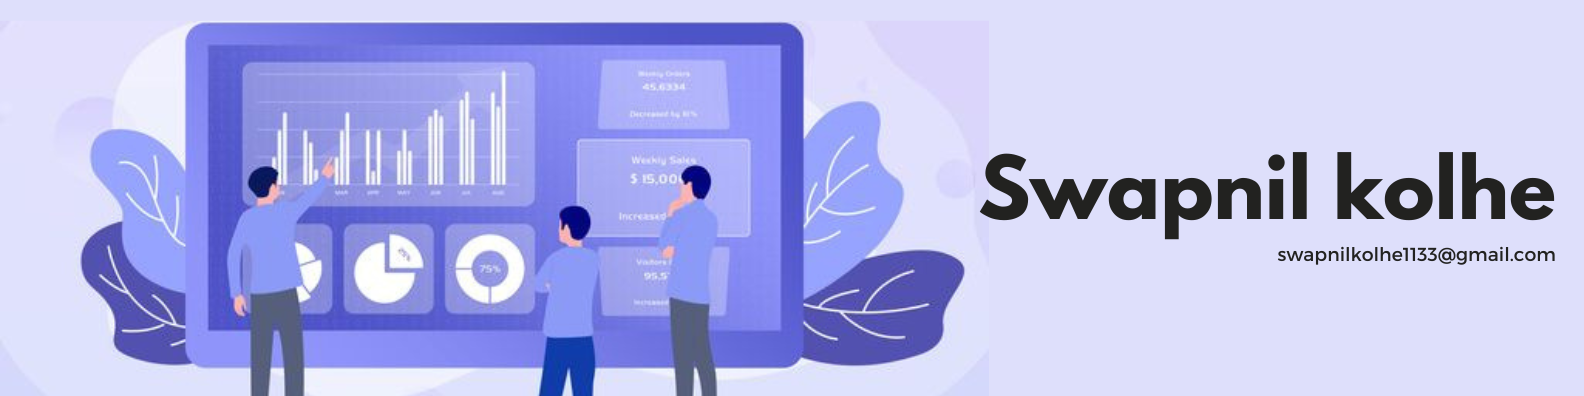 Weekly Orders
45,6334
Decreased by 10%
Weekly Sales
$ 15,00
Increased
MAR APR MAY JUN JUL AUG
75%
Visitors
95,5
Increased
Swapnil kolhe
swapnilkolhe1133@gmail.com